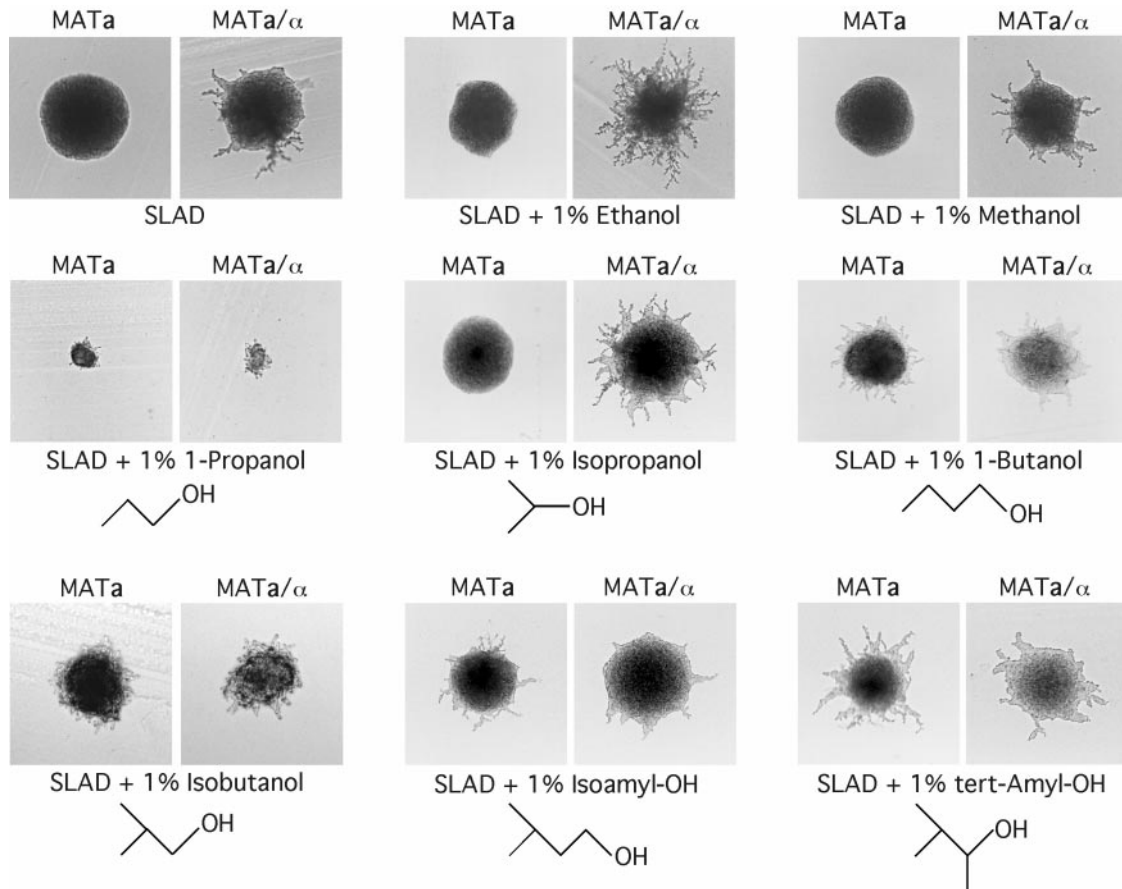 MATa MATa/α MATa MATa/α MATa MATa/α
SLAD SLAD + 1% Ethanol SLAD + 1% Methanol
MATa MATa/α MATa MATa/α MATa MATa/α
SLAD + 1% 1-Propanol SLAD + 1% Isopropanol SLAD + 1% 1-Butanol
OH OH OH
MATa MATa/α MATa MATa/α MATa MATa/α
SLAD + 1% Isobutanol SLAD + 1% Isoamyl-OH SLAD + 1% tert-Amyl-OH
OH OH OH